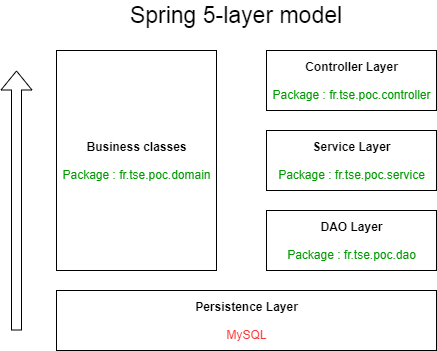 Spring 5-layer model
Business classes
Package : fr.tse.poc.domain
Controller Layer
Package : fr.tse.poc.controller
Service Layer
Package : fr.tse.poc.service
DAO Layer
Package : fr.tse.poc.dao
Persistence Layer
MySQL